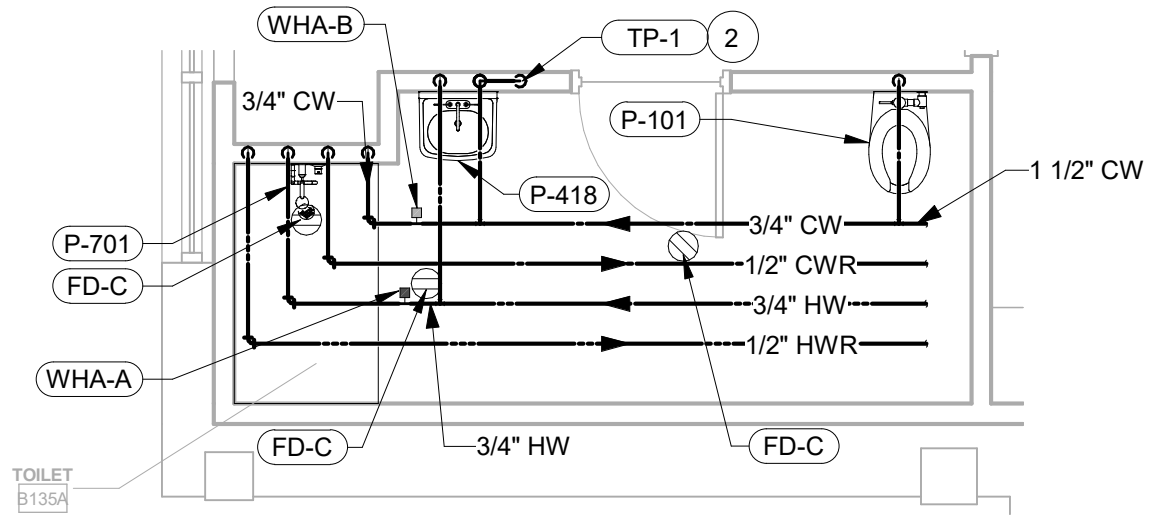 WHA-B
TP-1 2
3/4" CW
P-101
1 1/2" CW
P-418
3/4" CW
P-701
FD-C
1/2" CWR
3/4" HW
1/2" HWR
WHA-A
FD-C
3/4" HW
FD-C
TOILET
B135A